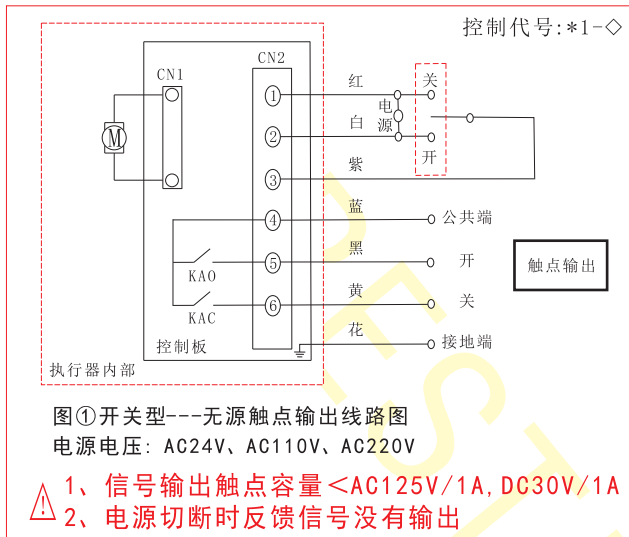 控制代号:*1-◇
CN1
CN2
M
① 红
② 白
③ 紫
④ 蓝
⑤ 黑
⑥ 黄
花
电源
关
开
公共端
开
关
接地端
触点输出
KAO
KAC
控制板
执行器内部
图①开关型---无源触点输出线路图
电源电压: AC24V、AC110V、AC220V
1、信号输出触点容量<AC125V/1A,DC30V/1A
2、电源切断时反馈信号没有输出